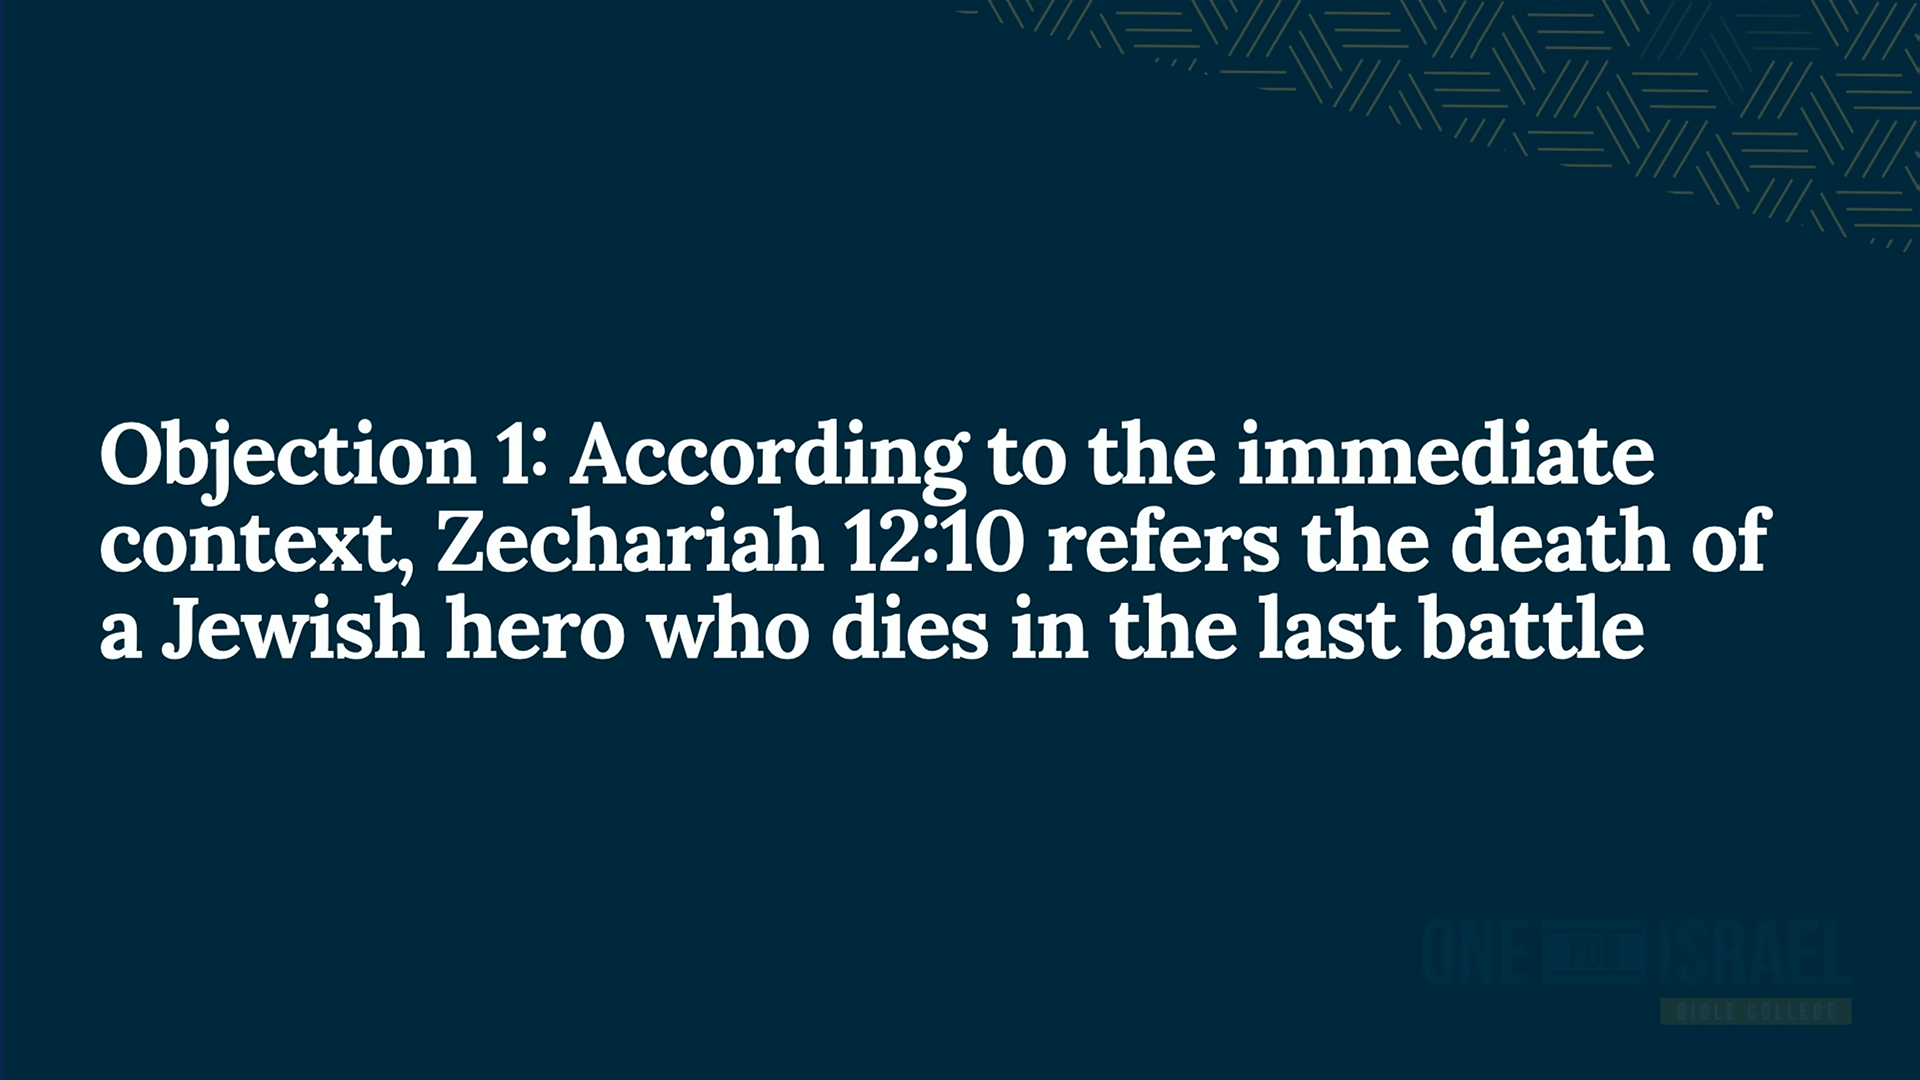 Objection 1: According to the immediate
context, Zechariah 12:10 refers the death of
a Jewish hero who dies in the last battle
ONE FOR ISRAEL
BIBLE COLLEGE